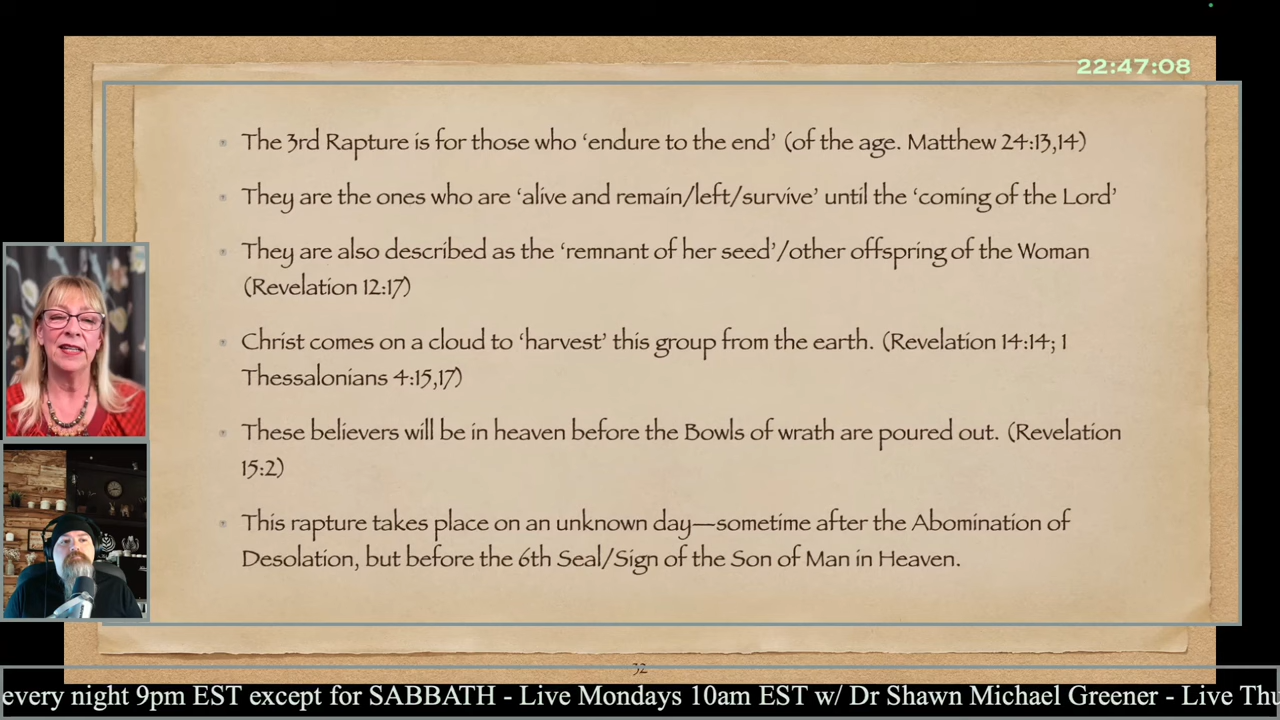 22:47:08
The 3rd Rapture is for those who ‘endure to the end’ (of the age. Matthew 24:13,14)
They are the ones who are ‘alive and remain/left/survive’ until the ‘coming of the Lord’
They are also described as the ‘remnant of her seed’/other offspring of the Woman
(Revelation 12:17)
Christ comes on a cloud to ‘harvest’ this group from the earth. (Revelation 14:14; 1
Thessalonians 4:15,17)
These believers will be in heaven before the Bowls of wrath are poured out. (Revelation
15:2)
This rapture takes place on an unknown day—sometime after the Abomination of
Desolation, but before the 6th Seal/Sign of the Son of Man in Heaven.
32
every night 9pm EST except for SABBATH - Live Mondays 10am EST w/ Dr Shawn Michael Greener - Live Thu